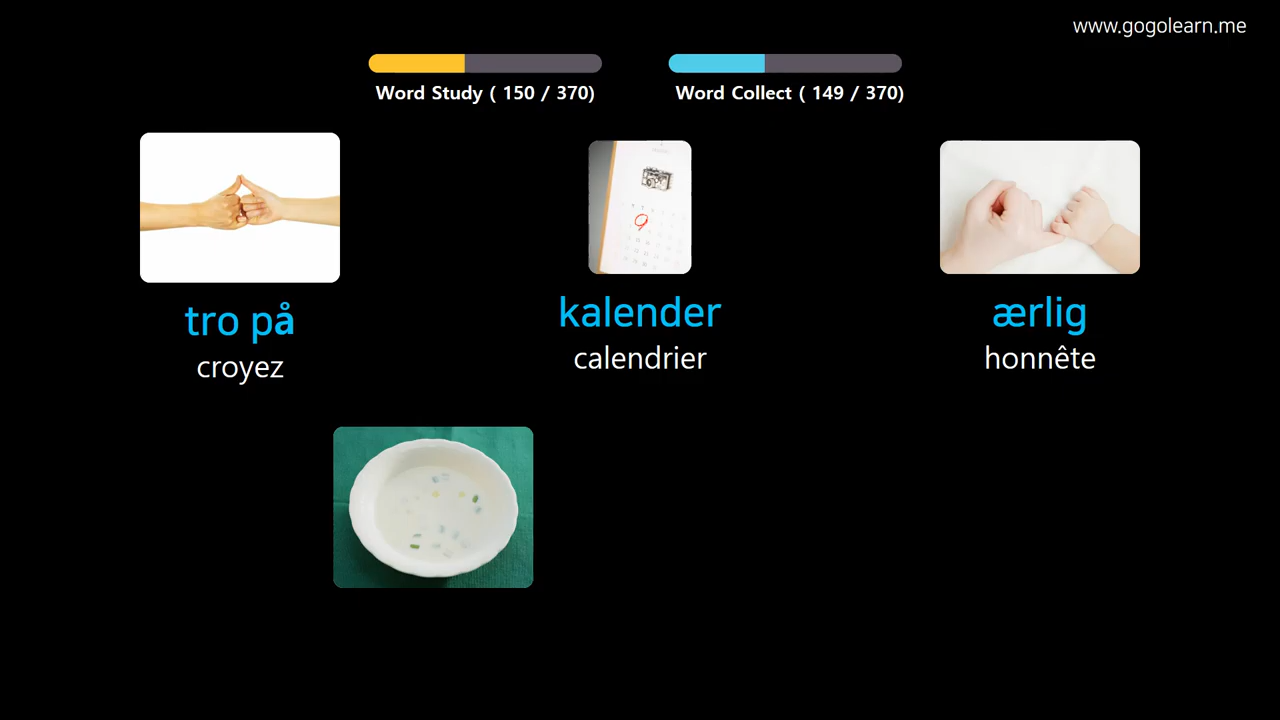 www.gogolearn.me
Word Study ( 150 / 370)
Word Collect ( 149 / 370)
tro på
croyez
kalender
calendrier
ærlig
honnête